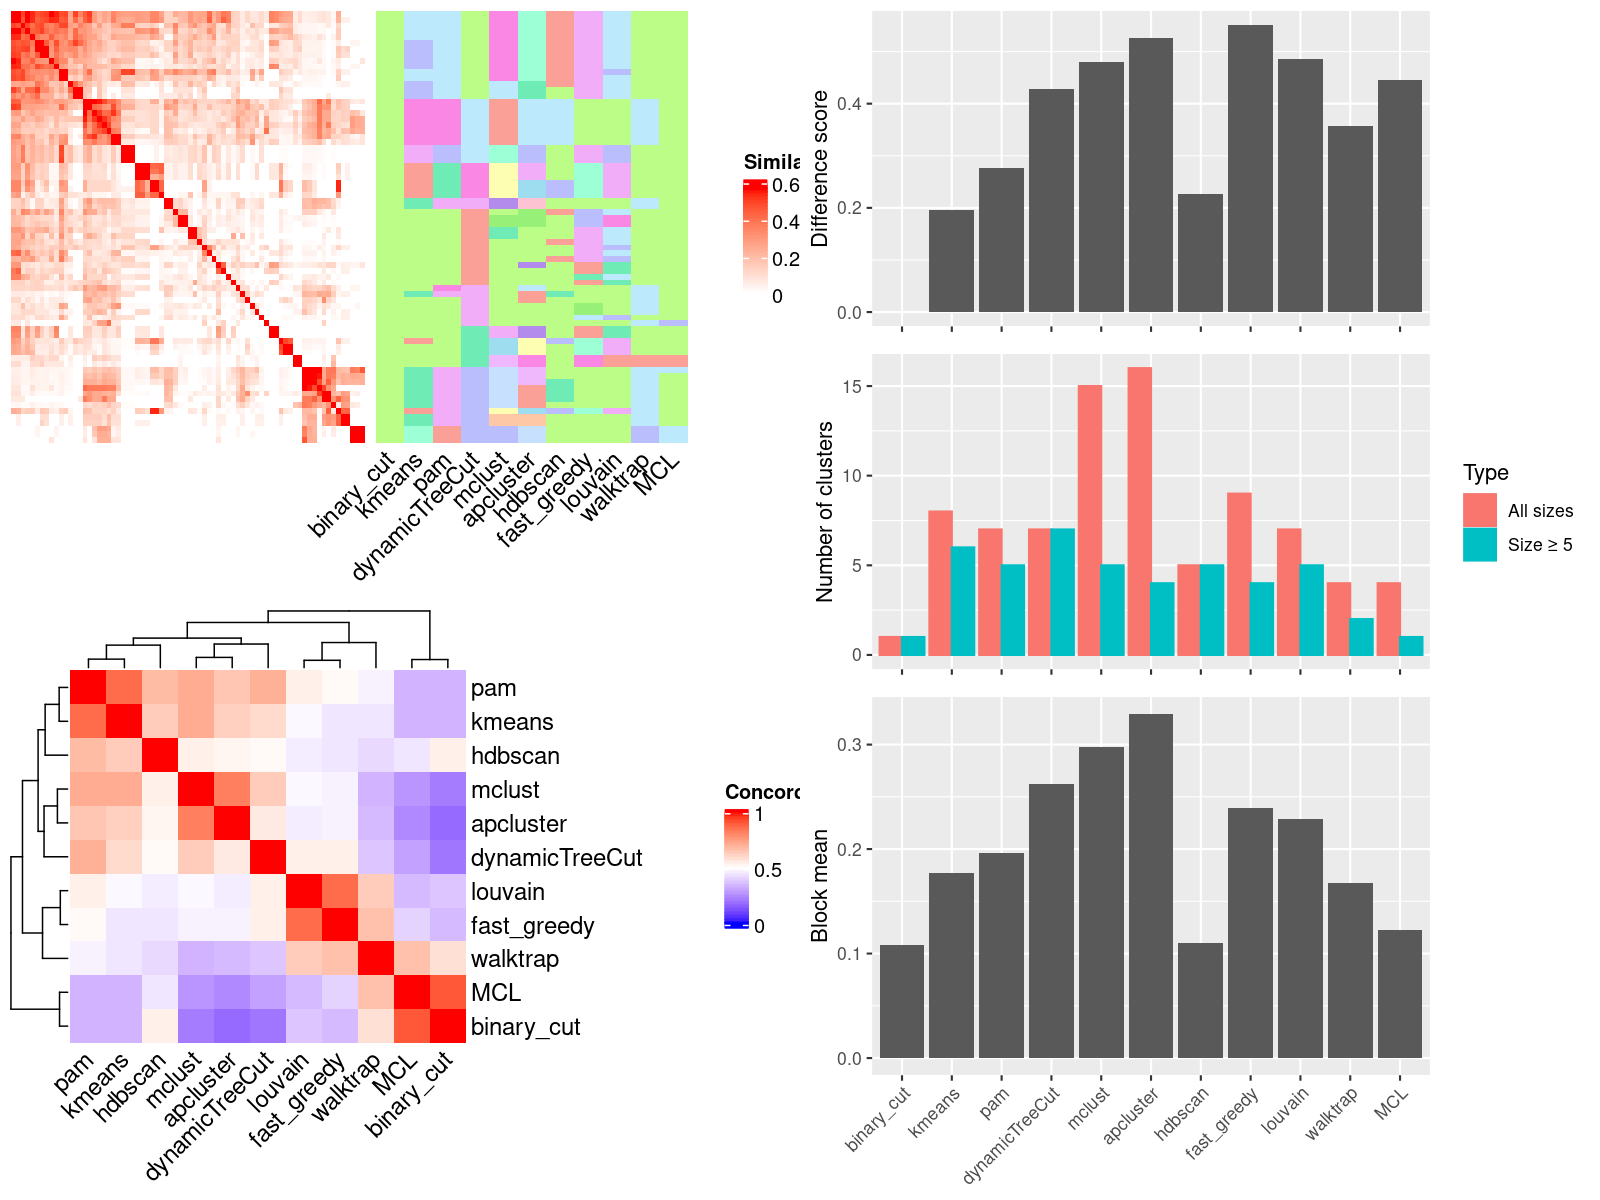 Simila
0.6
0.4
0.2
0
binary_cut
kmeans
pam
dynamicTreeCut
mclust
apcluster
hdbscan
fast_greedy
louvain
walktrap
MCL
Difference score
0.4
0.2
0.0
Number of clusters
15
10
5
0
Type
All sizes
Size ≥ 5
pam
kmeans
hdbscan
mclust
apcluster
dynamicTreeCut
louvain
fast_greedy
walktrap
MCL
binary_cut
pam
kmeans
hdbscan
mclust
apcluster
dynamicTreeCut
louvain
fast_greedy
walktrap
MCL
binary_cut
Concord
1
0.5
0
Block mean
0.3
0.2
0.1
0.0
binary_cut
kmeans
pam
dynamicTreeCut
mclust
apcluster
hdbscan
fast_greedy
louvain
walktrap
MCL